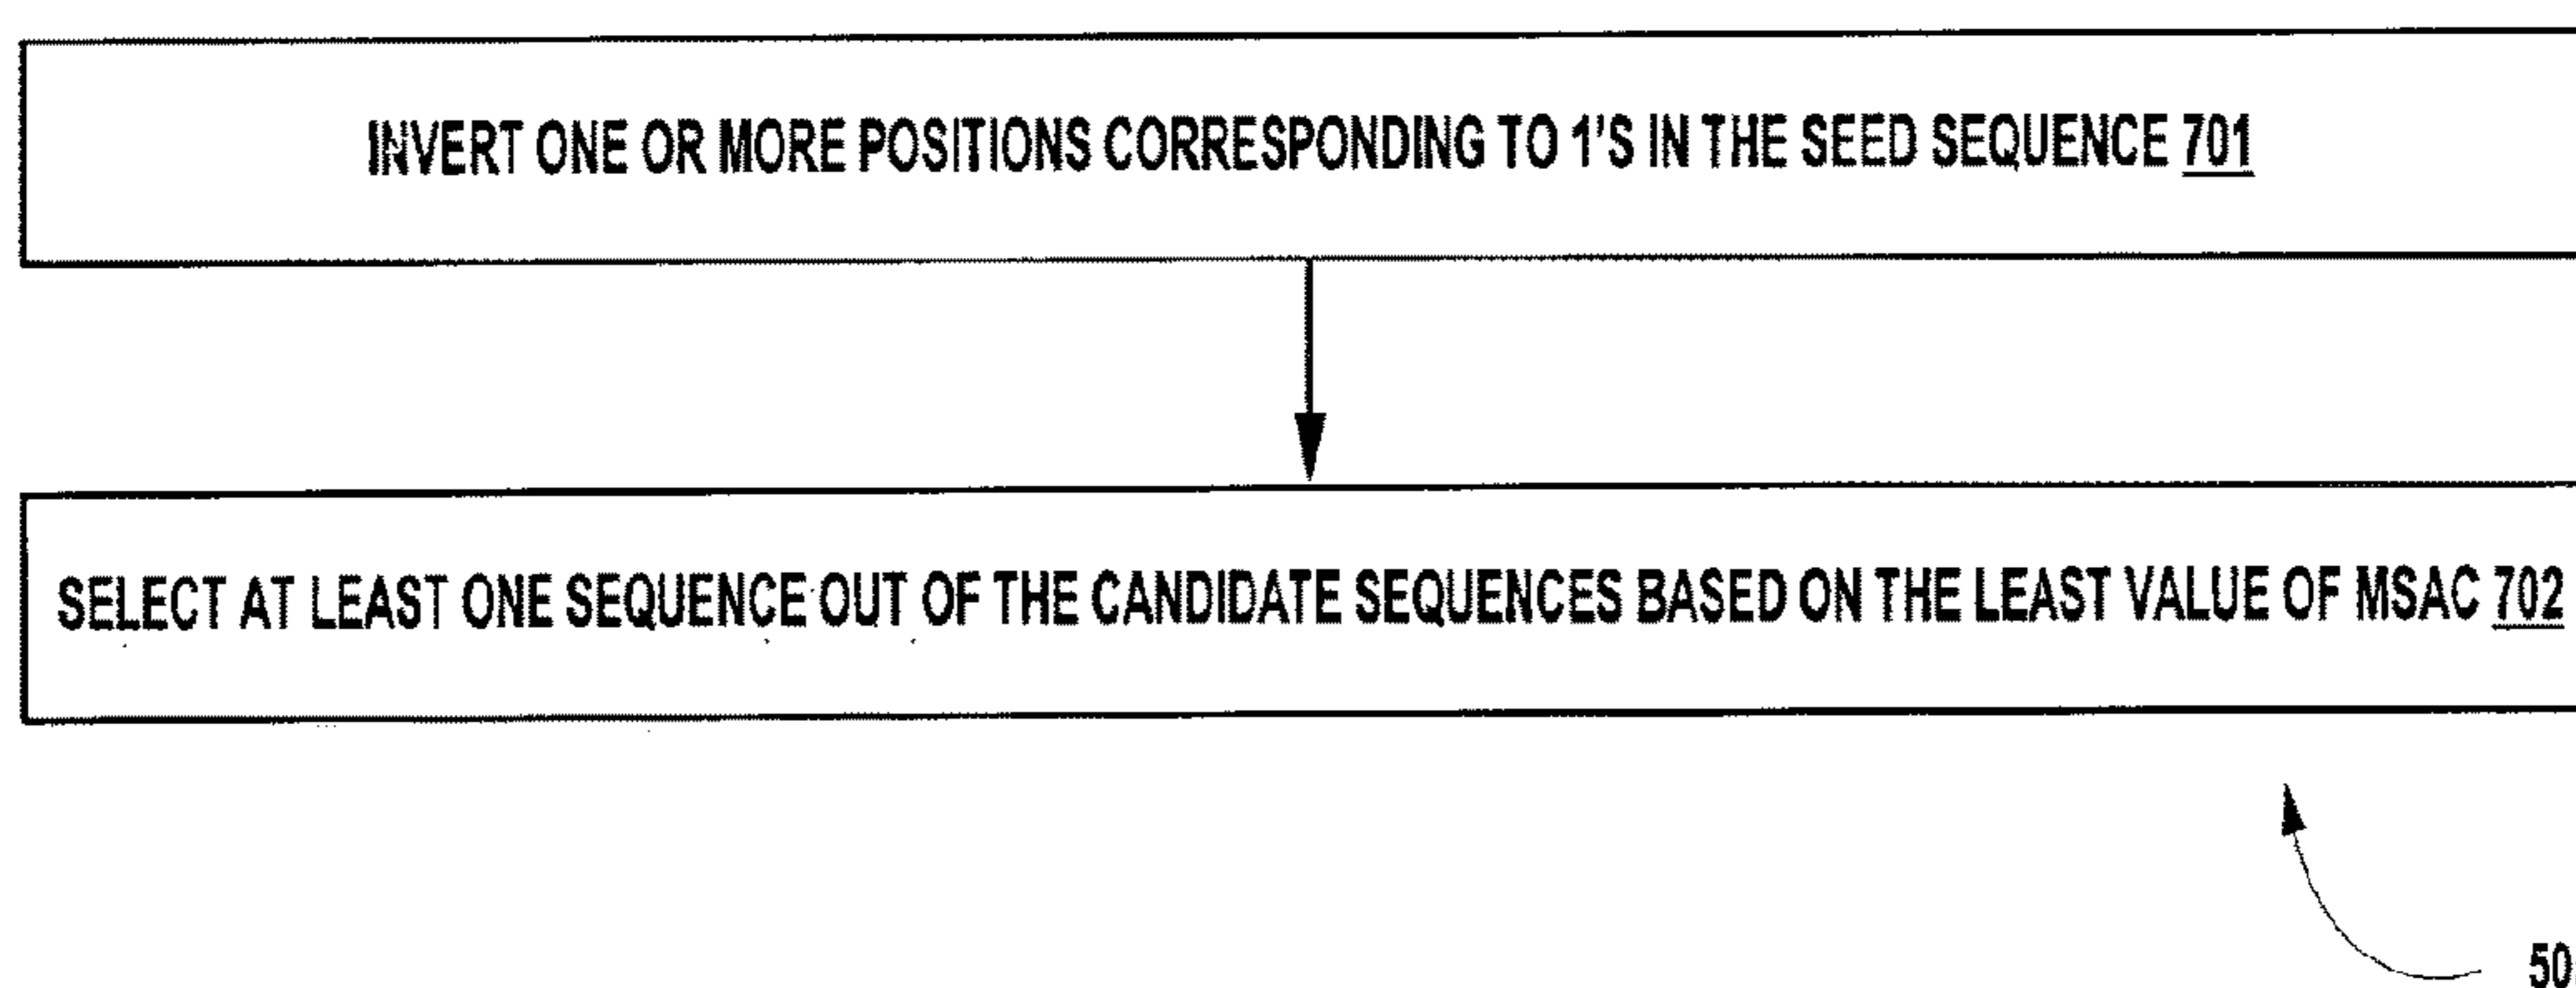 INVERT ONE OR MORE POSITIONS CORRESPONDING TO 1'S IN THE SEED SEQUENCE 701
SELECT AT LEAST ONE SEQUENCE OUT OF THE CANDIDATE SEQUENCES BASED ON THE LEAST VALUE OF MSAC 702